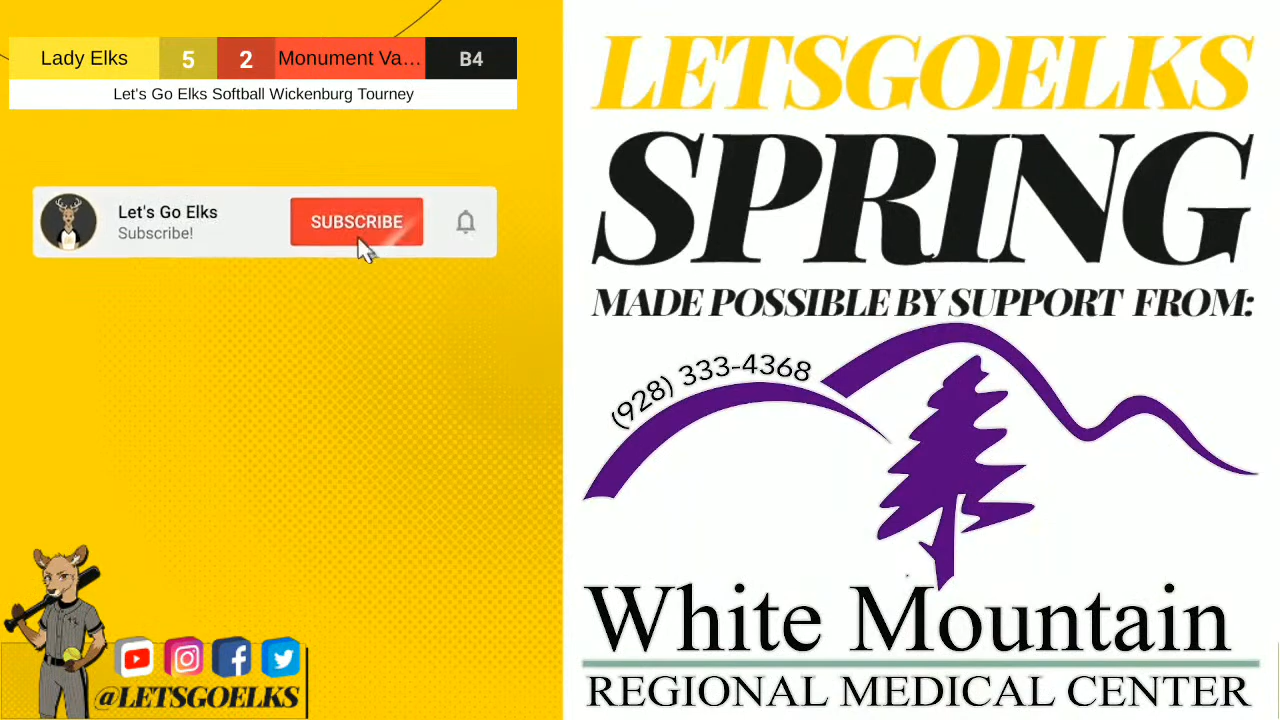 Lady Elks 5 2 Monument Va... B4
Let's Go Elks Softball Wickenburg Tourney
Let's Go Elks
Subscribe!
SUBSCRIBE
@LETSGOELKS
LETSGOELKS
SPRING
MADE POSSIBLE BY SUPPORT FROM:
(928) 333-4368
White Mountain
REGIONAL MEDICAL CENTER